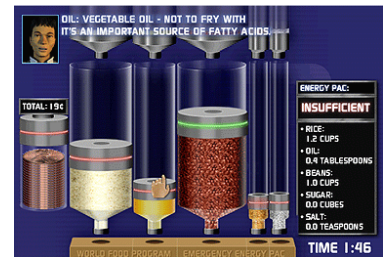 OIL: VEGETABLE OIL - NOT TO FRY WITH
IT'S AN IMPORTANT SOURCE OF FATTY ACIDS.
TOTAL: 19¢
ENERGY PAC:
INSUFFICIENT
• RICE:
1.2 CUPS
• OIL:
0.4 TABLESPOONS
• BEANS:
1.0 CUPS
• SUGAR:
0.0 CUBES
• SALT:
0.0 TEASPOONS
WORLD FOOD PROGRAM EMERGENCY ENERGY PAC
TIME 1:46